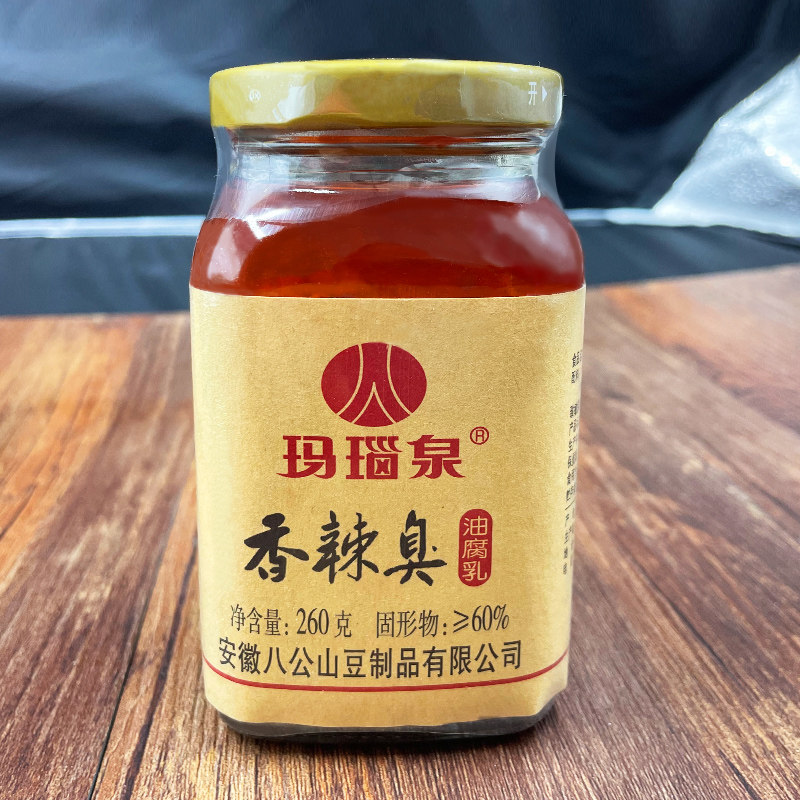 开
玛瑙泉®
香辣臭
油腐乳
净含量: 260克 固形物: ≥60%
安徽八公山豆制品有限公司